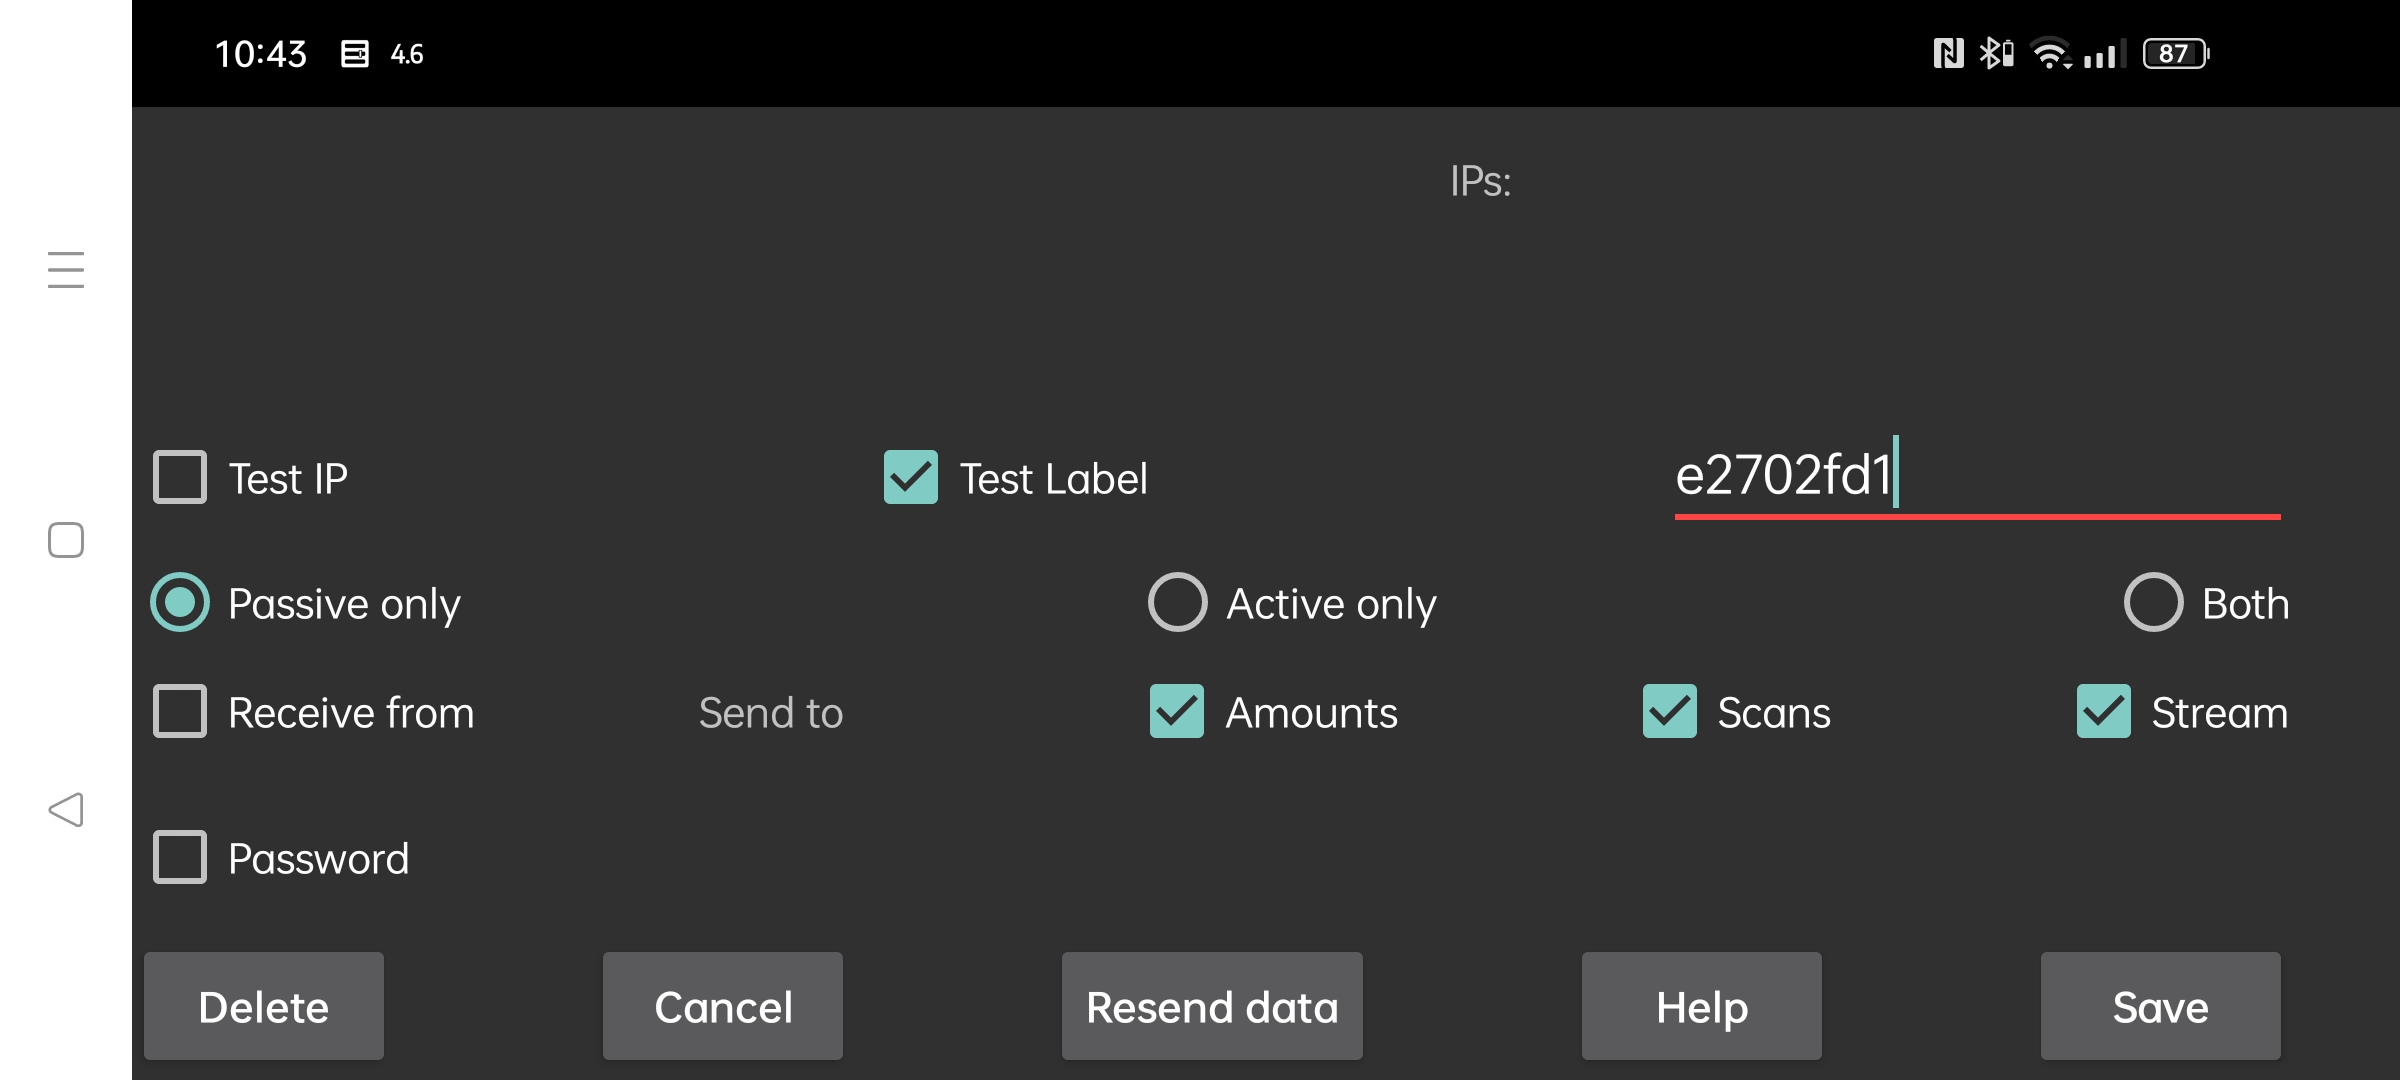 10:43 4.6 87
IPs:
Test IP Test Label e2702fd1
Passive only Active only Both
Receive from Send to Amounts Scans Stream
Password
Delete Cancel Resend data Help Save